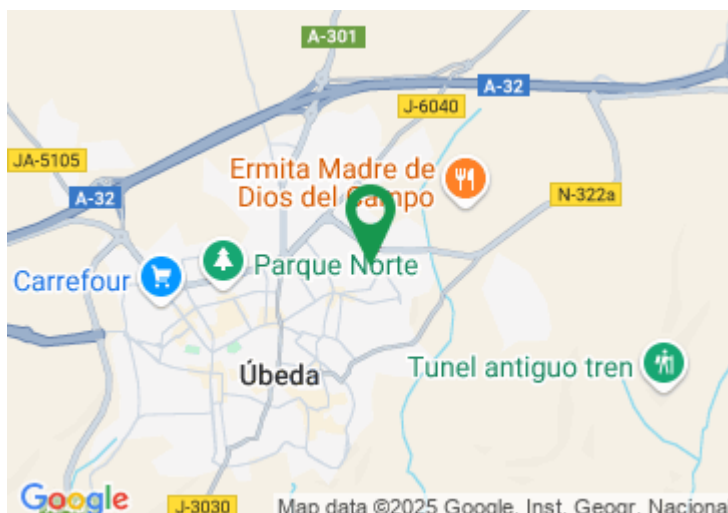 A-301
A-32
J-6040
JA-5105
Ermita Madre de
Dios del Campo
A-32
N-322a
Parque Norte
Carrefour
Úbeda
Tunel antiguo tren
Google
J-3030
Map data ©2025 Google, Inst. Geogr. Naciona